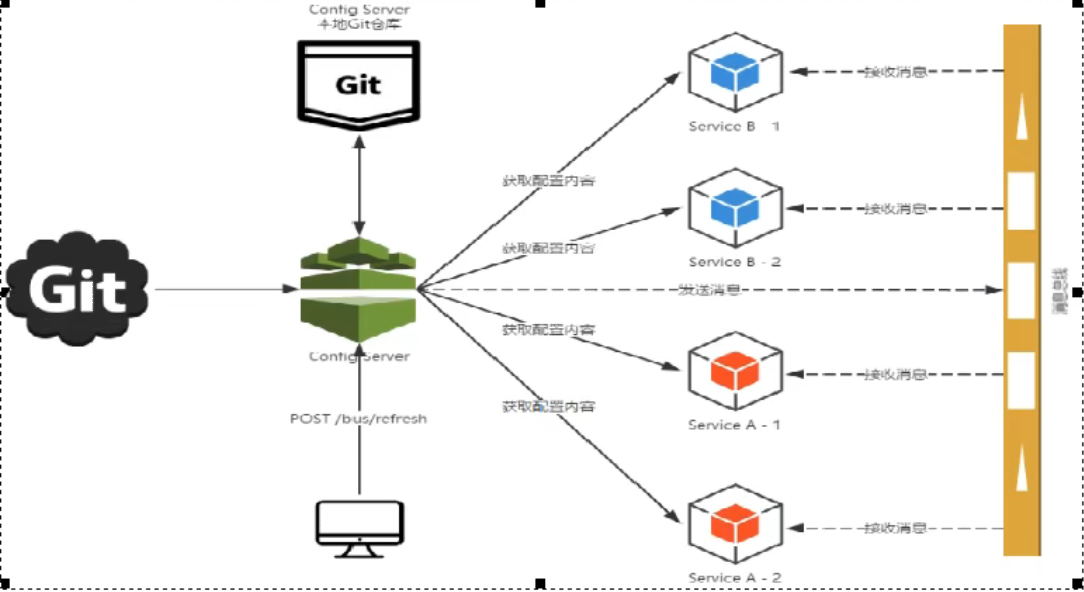 Config Server
本地Git仓库
Git
接收消息
Service B - 1
获取配置内容
接收消息
获取配置内容
Service B - 2
Git
发送消息
消息总线
获取配置内容
Config Server
接收消息
获取配置内容
POST /bus/refresh
Service A - 1
接收消息
Service A - 2